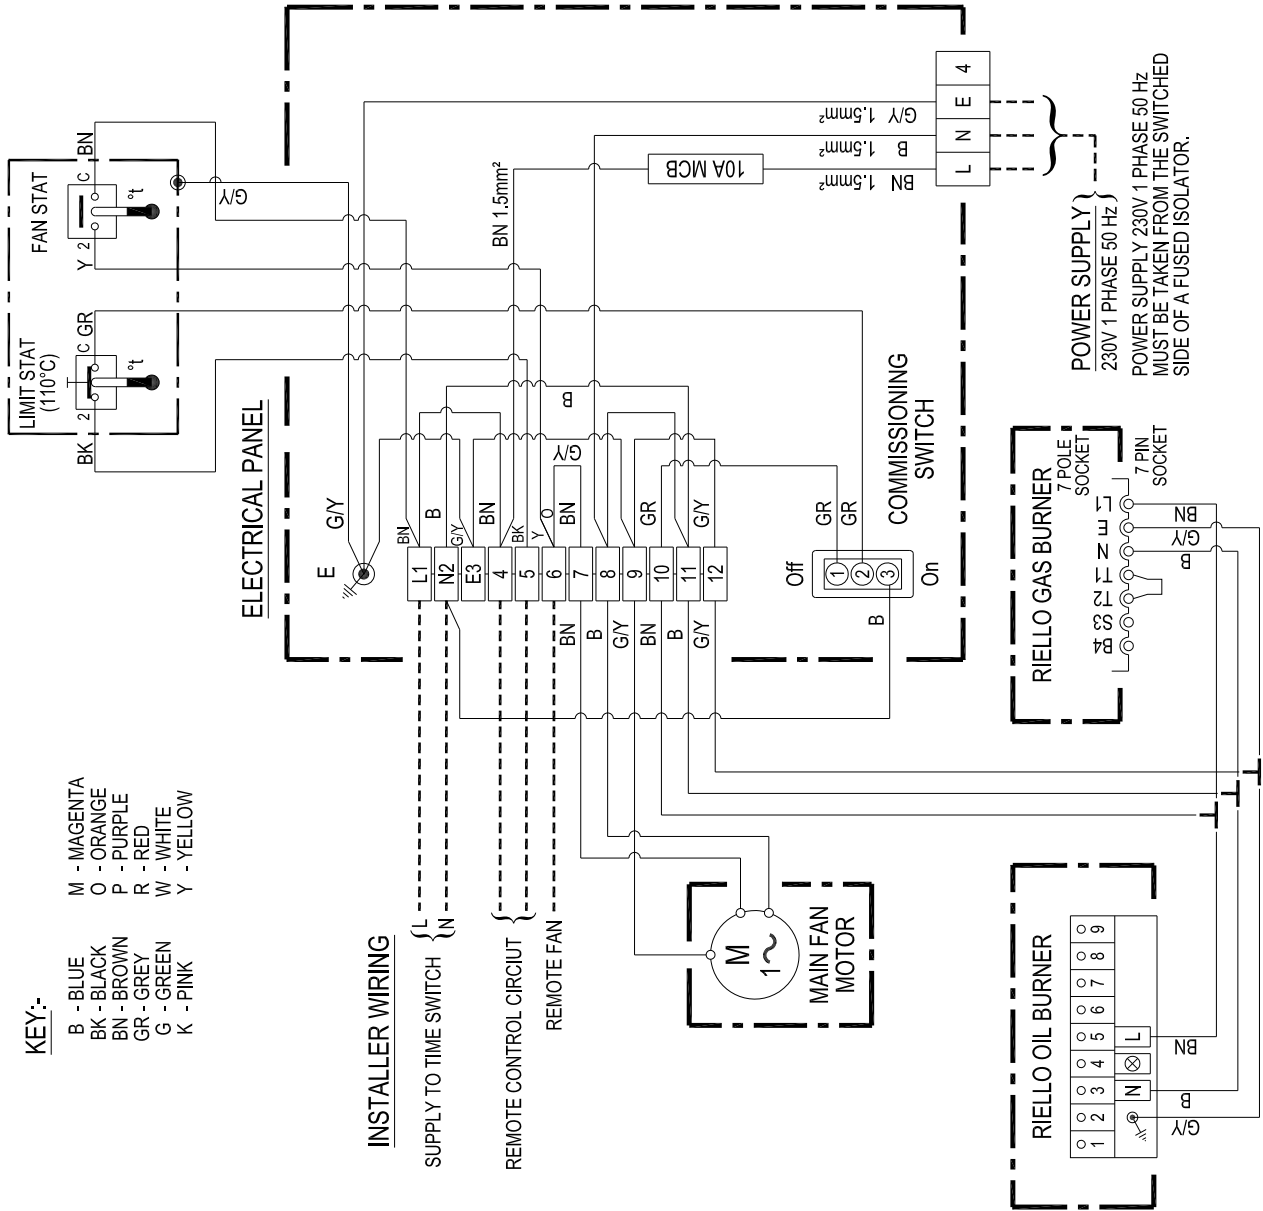 KEY:-
B - BLUE
BK - BLACK
BN - BROWN
GR - GREY
G - GREEN
K - PINK
M - MAGENTA
O - ORANGE
P - PURPLE
R - RED
W - WHITE
Y - YELLOW
LIMIT STAT
(110°C)
BK
2
C
GR
°t
FAN STAT
Y
2
C
BN
°t
G/Y
ELECTRICAL PANEL
E
G/Y
BN
B
G/Y
BN
BK
Y
O
BN
G/Y
B
GR
G/Y
L1
N2
E3
4
5
6
7
8
9
10
11
12
BN
B
G/Y
BN
B
G/Y
BN 1.5mm²
10A MCB
BN 1.5mm²
B 1.5mm²
G/Y 1.5mm²
L
N
E
4
COMMISSIONING
SWITCH
GR
GR
Off
1
2
3
On
B
POWER SUPPLY
230V 1 PHASE 50 Hz
POWER SUPPLY 230V 1 PHASE 50 Hz
MUST BE TAKEN FROM THE SWITCHED
SIDE OF A FUSED ISOLATOR.
INSTALLER WIRING
SUPPLY TO TIME SWITCH
L
N
REMOTE CONTROL CIRCIUT
REMOTE FAN
M
1
MAIN FAN
MOTOR
RIELLO GAS BURNER
7 POLE
SOCKET
7 PIN
SOCKET
B4
S3
T2
T1
N
E
L1
BN
G/Y
B
RIELLO OIL BURNER
1
2
3
4
5
6
7
8
9
N
L
BN
B
G/Y